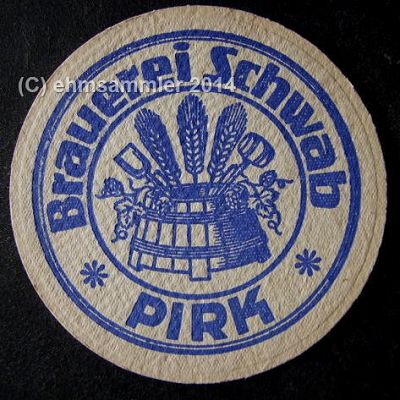 Brauerei Schwab
(C) ehmsammler 2014
PIRK